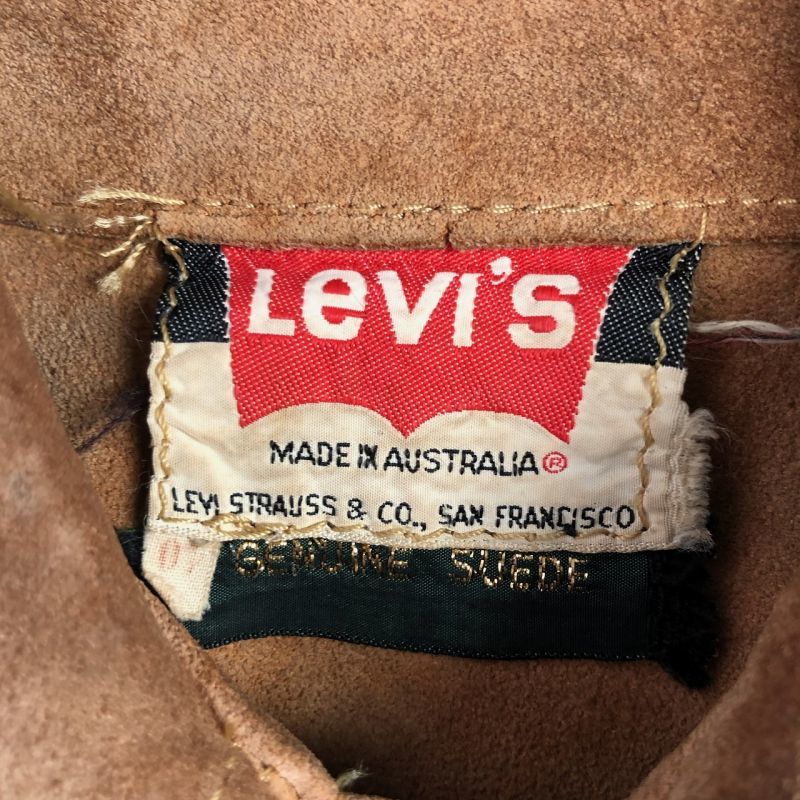 Levi's
MADE IN AUSTRALIA ®
LEVI STRAUSS & CO., SAN FRANCISCO
GENUINE SUEDE